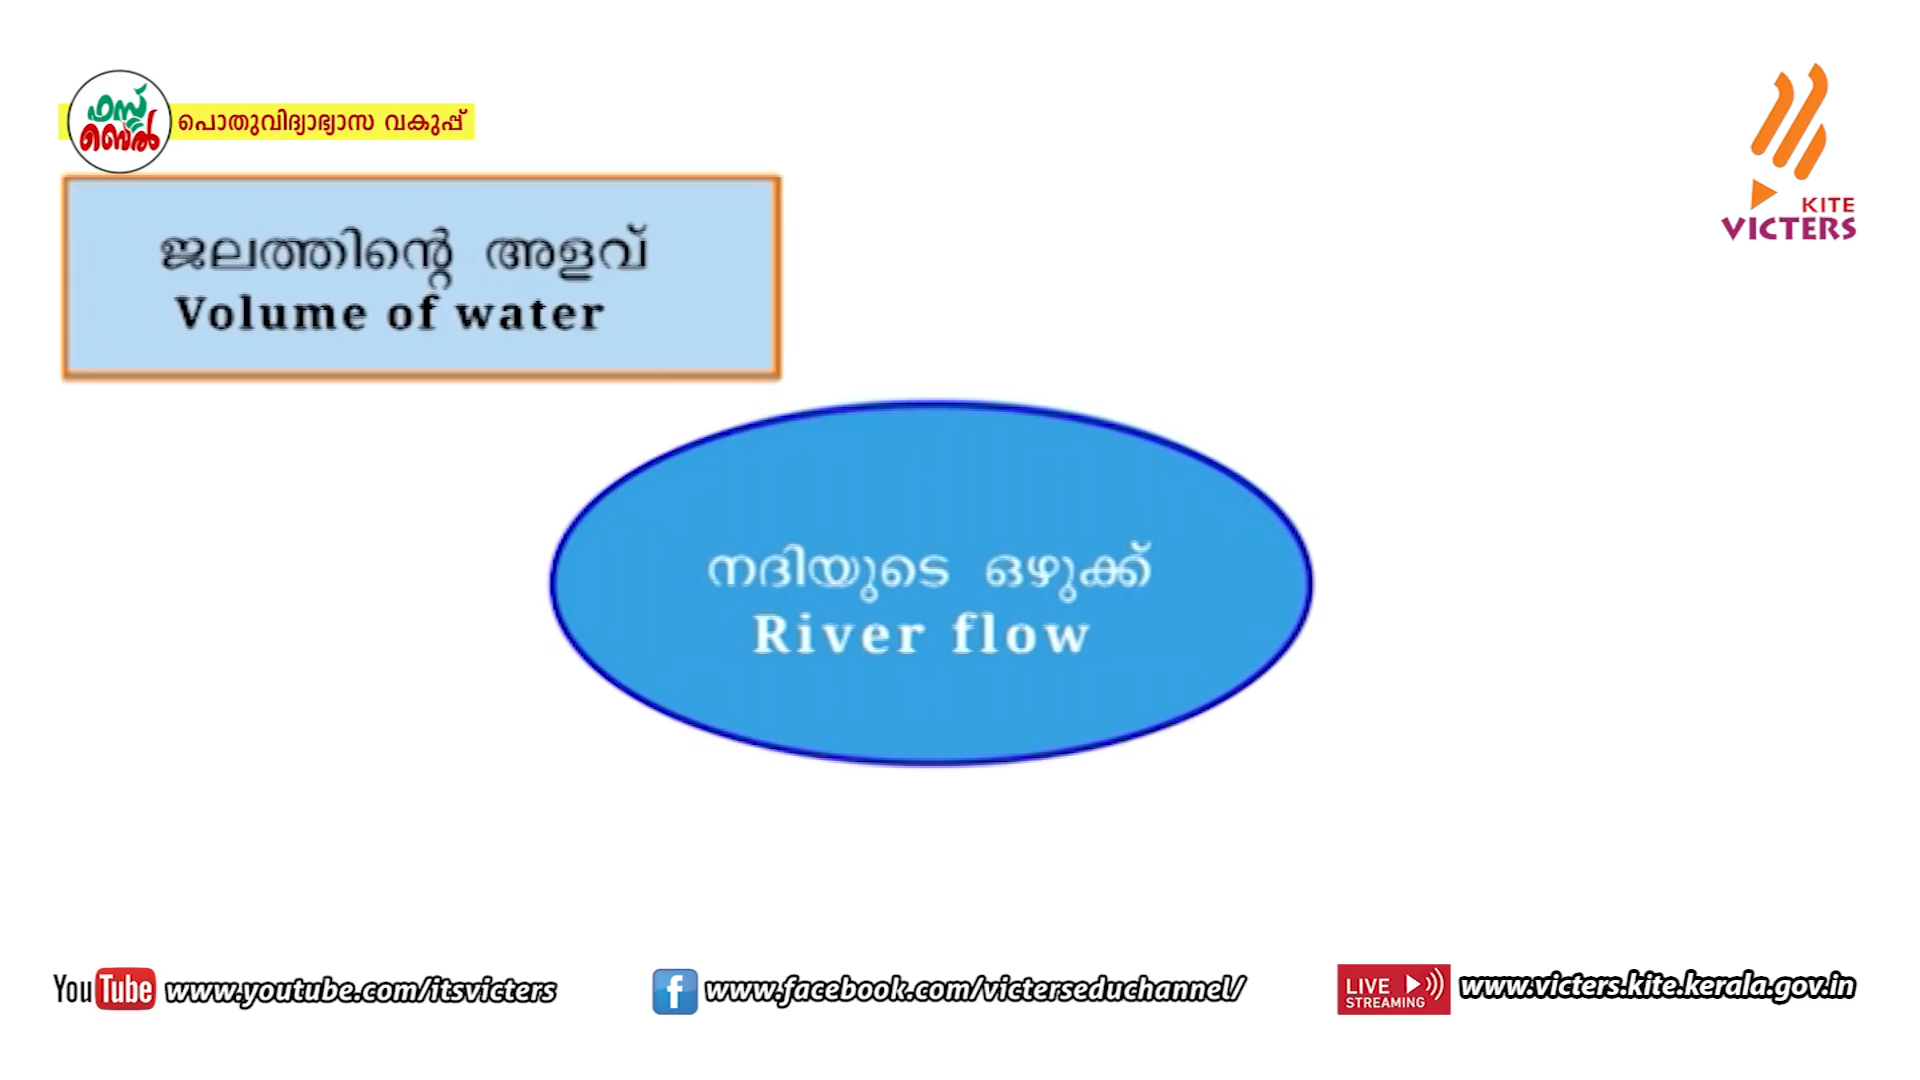 ഫസ്റ്റ്
ബെൽ
പൊതുവിദ്യാഭ്യാസ വകുപ്പ്
KITE
VICTERS
ജലത്തിന്റെ അളവ്
Volume of water
നദിയുടെ ഒഴുക്ക്
River flow
YouTube www.youtube.com/itsvicters
f www.facebook.com/victerseduchannel/
LIVE
STREAMING
www.victers.kite.kerala.gov.in